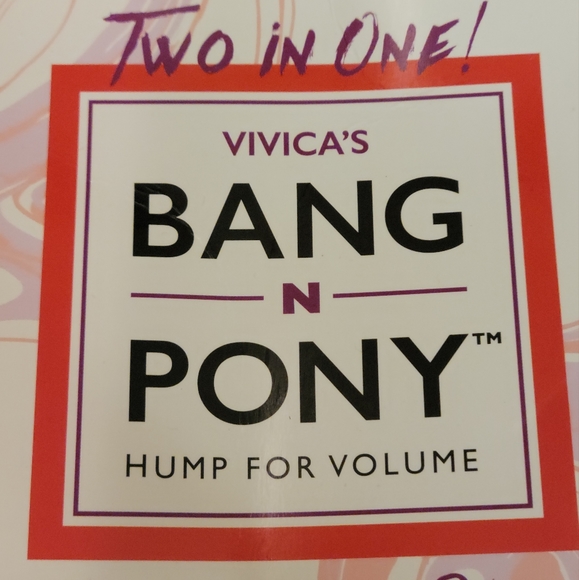 TWO iN ONE!
VIVICA'S
BANG
N
PONY™
HUMP FOR VOLUME